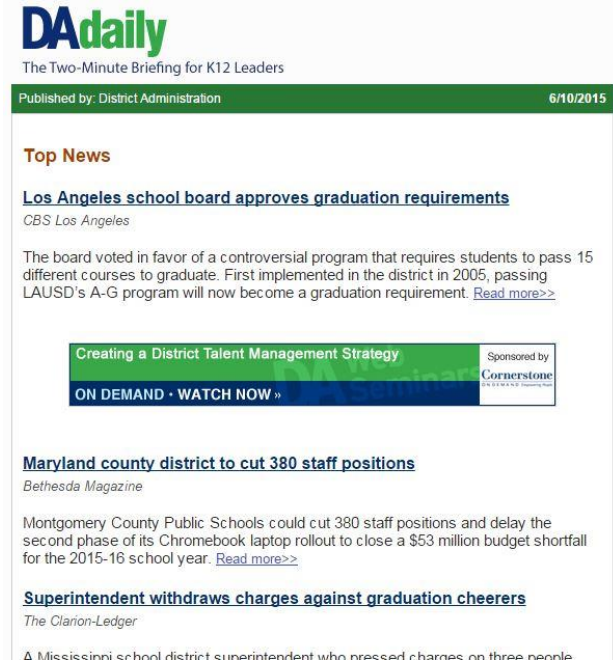 DAdaily
The Two-Minute Briefing for K12 Leaders
Published by: District Administration 6/10/2015
Top News
Los Angeles school board approves graduation requirements
CBS Los Angeles
The board voted in favor of a controversial program that requires students to pass 15
different courses to graduate. First implemented in the district in 2005, passing
LAUSD's A-G program will now become a graduation requirement. Read more>>
Creating a District Talent Management Strategy
DA Web Seminars
ON DEMAND • WATCH NOW »
Sponsored by
Cornerstone
ONDEMAND
Maryland county district to cut 380 staff positions
Bethesda Magazine
Montgomery County Public Schools could cut 380 staff positions and delay the
second phase of its Chromebook laptop rollout to close a $53 million budget shortfall
for the 2015-16 school year. Read more>>
Superintendent withdraws charges against graduation cheerers
The Clarion-Ledger
A Mississippi school district superintendent who pressed charges on three people